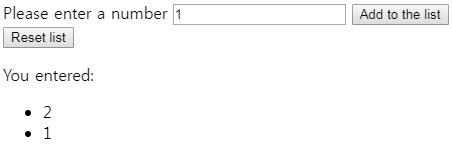 Please enter a number 1 Add to the list
Reset list
You entered:
2
1